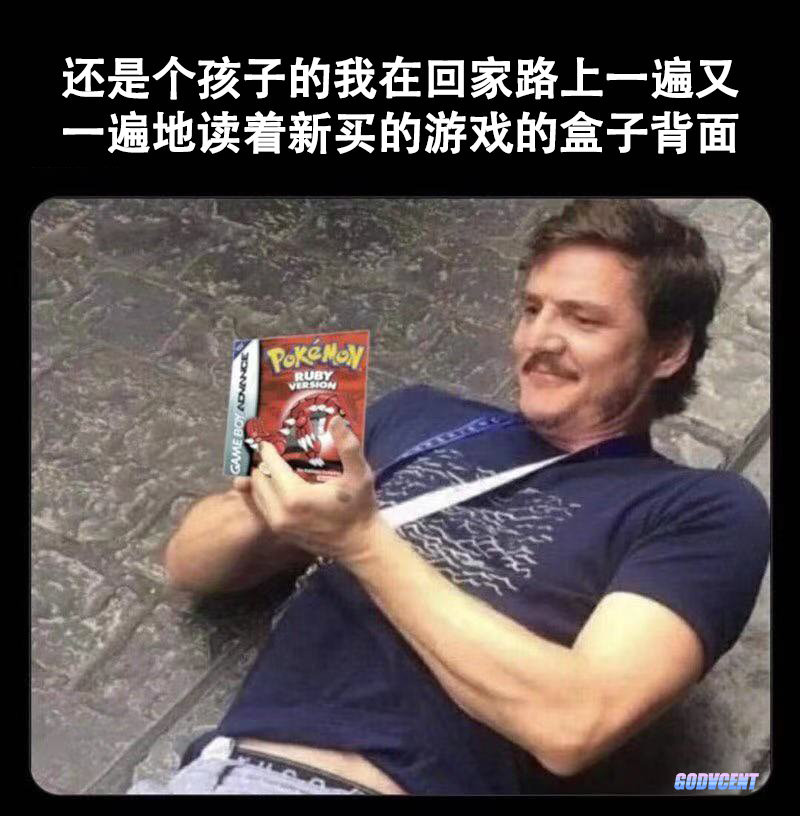 还是个孩子的我在回家路上一遍又
一遍地读着新买的游戏的盒子背面
GAME BOY ADVANCE
POKéMON
RUBY
VERSION
GODVCENT